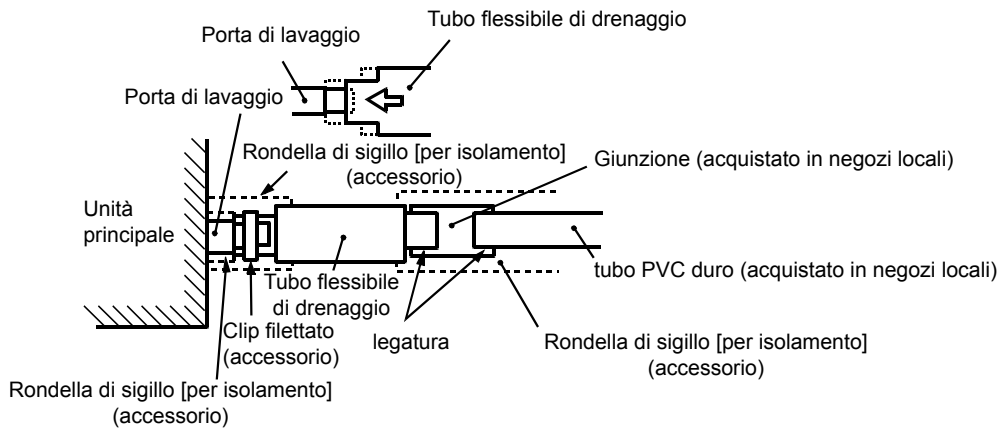 Tubo flessibile di drenaggio
Porta di lavaggio
Porta di lavaggio
Rondella di sigillo [per isolamento]
(accessorio)
Giunzione (acquistato in negozi locali)
Unità
principale
tubo PVC duro (acquistato in negozi locali)
Tubo flessibile
di drenaggio
Clip filettato
(accessorio)
legatura
Rondella di sigillo [per isolamento]
(accessorio)
Rondella di sigillo [per isolamento]
(accessorio)